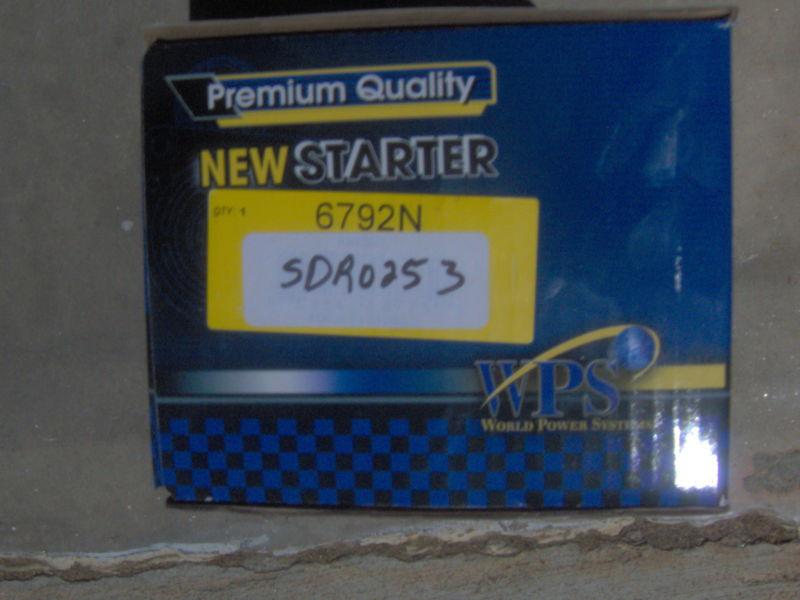 Premium Quality
NEW STARTER
QTY: 1
6792N
SDR0253
WPS
WORLD POWER SYSTEMS